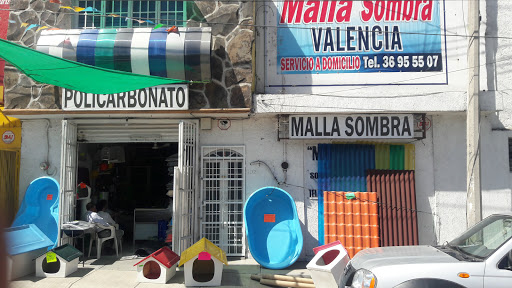 Malla Sombra
VALENCIA
SERVICIO A DOMICILIO Tel. 36 95 55 07
POLICARBONATO
MALLA SOMBRA